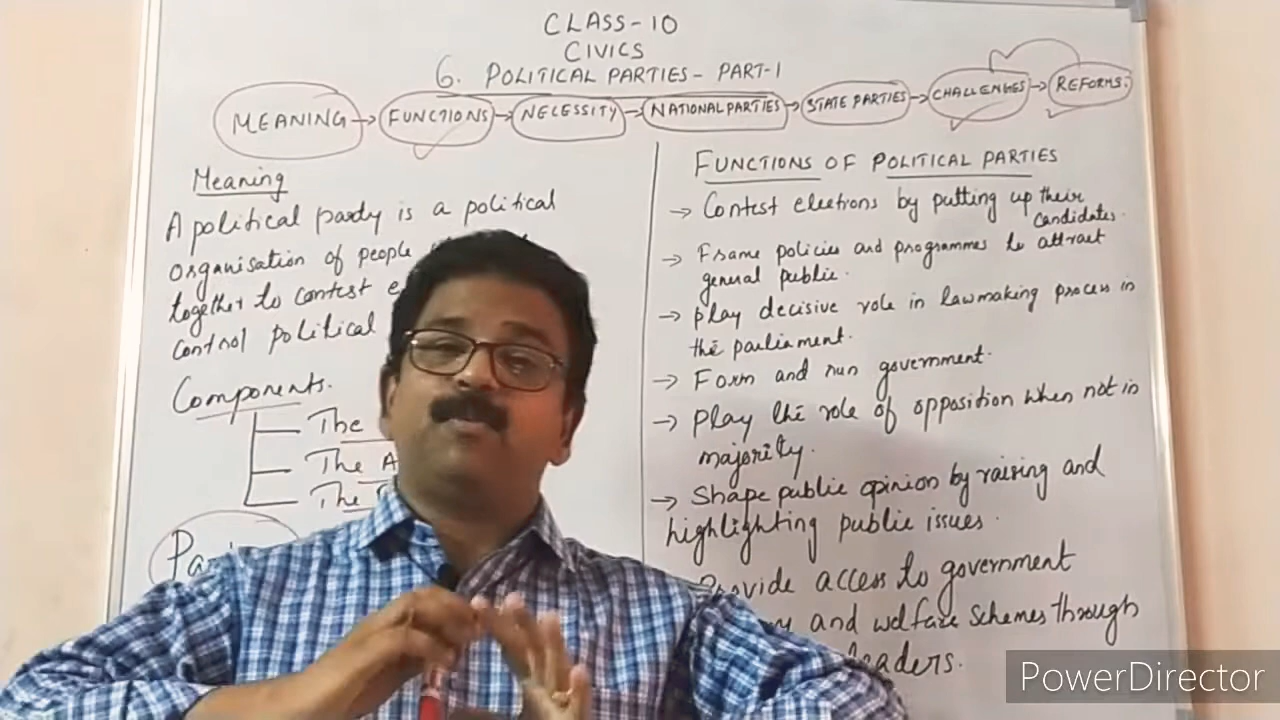 CLASS-10
CIVICS
6. POLITICAL PARTIES- PART-1
MEANING → FUNCTIONS → NECESSITY → NATIONAL PARTIES → STATE PARTIES → CHALLENGES → REFORMS:
Meaning
A political party is a political
organisation of people
together to contest
control political
Components.
The
The A
The
FUNCTIONS OF POLITICAL PARTIES
→ Contest elections by putting up their
candidates.
→ Frame policies and programmes to attract
general public.
→ play decisive role in lawmaking process in
the parliament.
→ Form and run government.
→ play the role of opposition when not in
majority.
→ Shape public opinion by raising and
highlighting public issues.
Provide access to government
and welfare schemes through
leaders.
PowerDirector